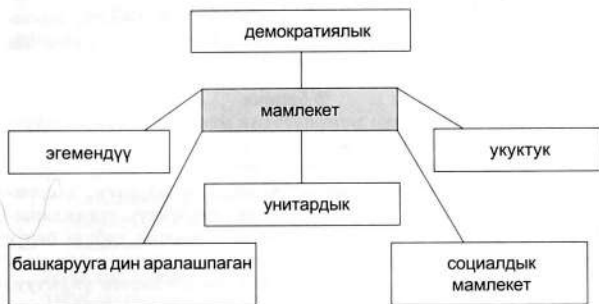 демократиялык
мамлекет
эгемендүү
укуктук
унитардык
башкарууга дин аралашпаган
социалдык
мамлекет